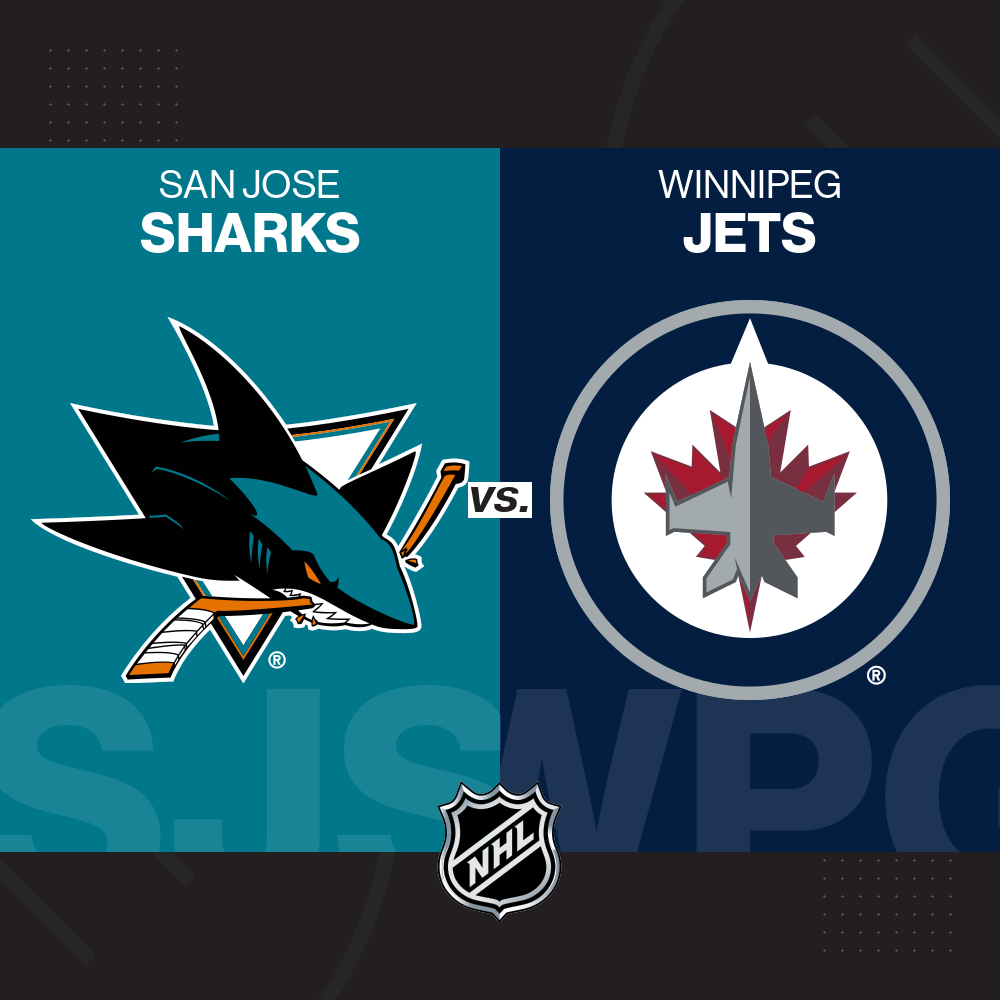 SAN JOSE
SHARKS
WINNIPEG
JETS
VS.
®
®
SJS
WPG
NHL